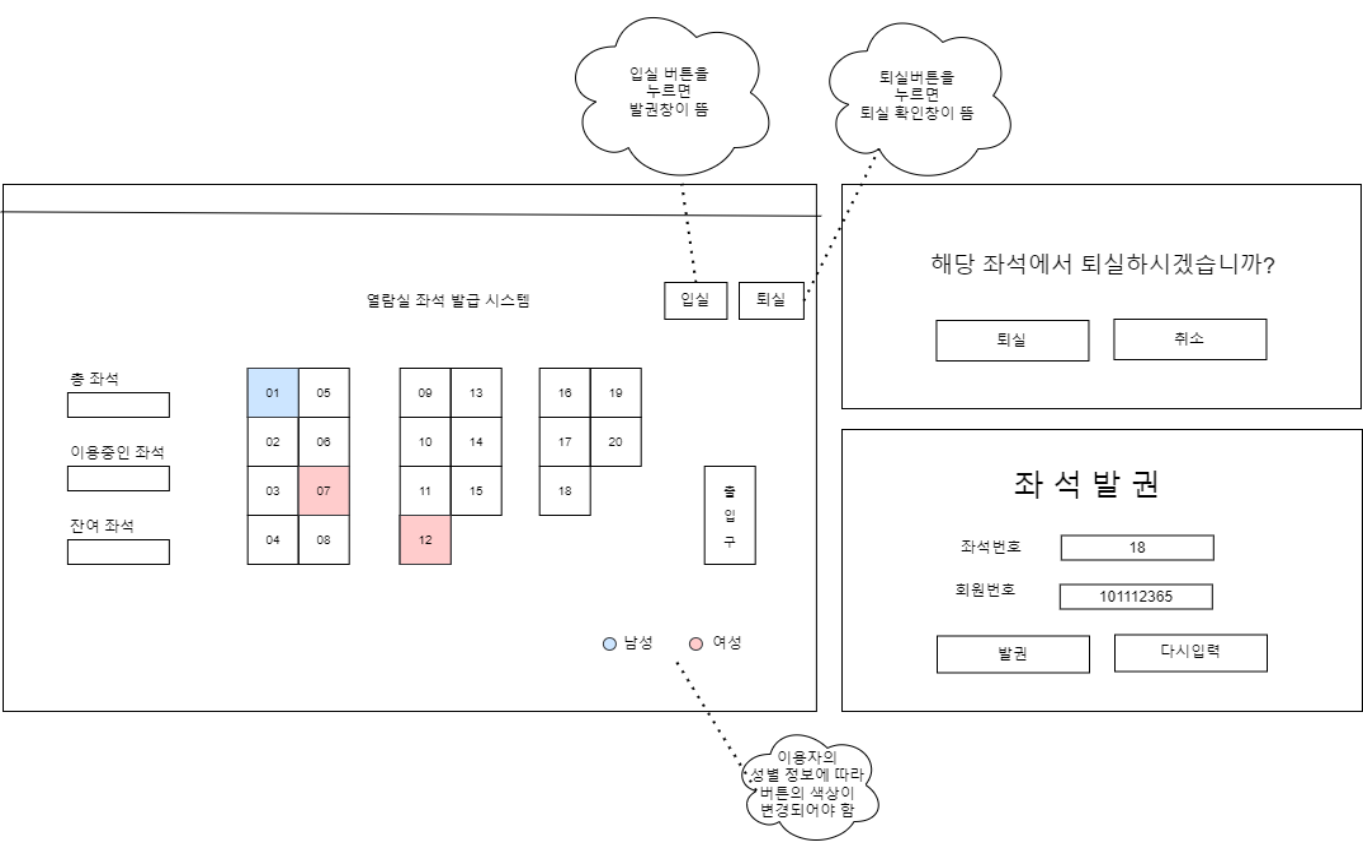 입실 버튼을
누르면
발권창이 뜸
퇴실버튼을
누르면
퇴실 확인창이 뜸
열람실 좌석 발급 시스템
입실
퇴실
총 좌석
이용중인 좌석
잔여 좌석
01 05
02 06
03 07
04 08
09 13
10 14
11 15
12
16 19
17 20
18
출
입
구
남성
여성
이용자의
성별 정보에 따라
버튼의 색상이
변경되어야 함
해당 좌석에서 퇴실하시겠습니까?
퇴실
취소
좌 석 발 권
좌석번호 18
회원번호 101112365
발권
다시입력